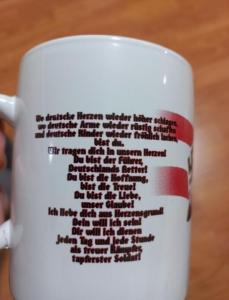 Wo deutsche Herzen wieder höher schlagen,
wo deutsche Arme wieder rüstig schaffen
und deutsche Kinder wieder fröhlich lachen,
bist du.
Wir tragen dich in unsern Herzen!
Du bist der Führer,
Deutschlands Retter!
Du bist die Hoffnung,
bist die Treue!
Du bist die Liebe,
unser Glaube!
Ich liebe dich aus Herzensgrund!
Dein will ich sein!
Dir will ich dienen
jeden Tag und jede Stunde
als treuer Kämpfer,
tapferster Soldat!